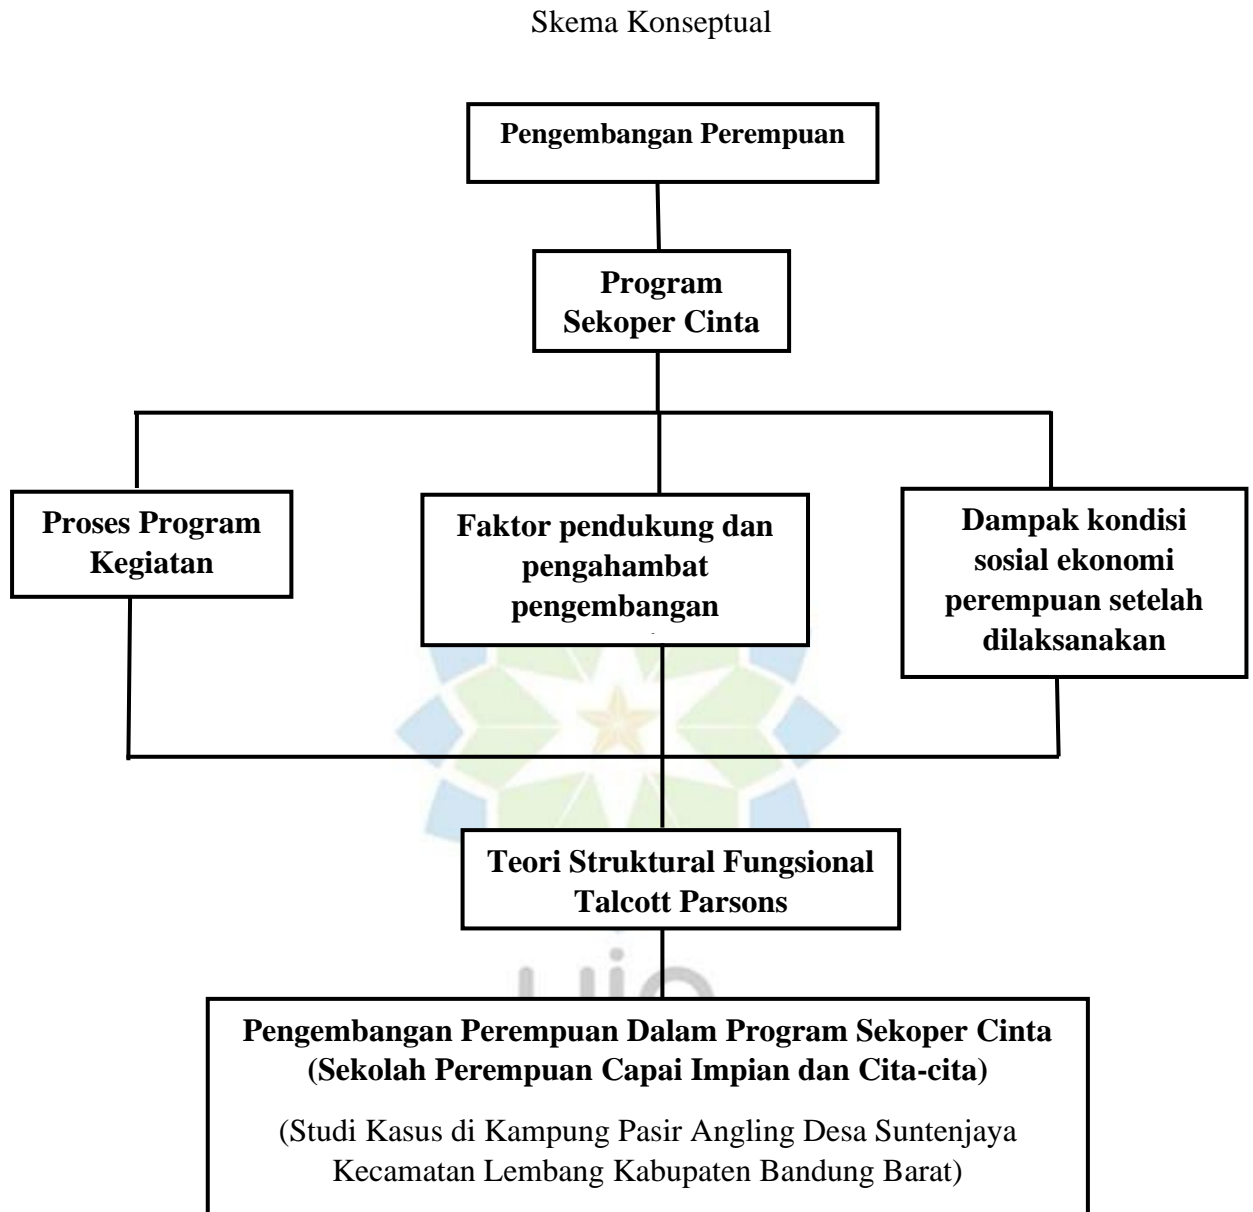 Skema Konseptual
Pengembangan Perempuan
Program
Sekoper Cinta
Proses Program
Kegiatan
Faktor pendukung dan
pengahambat
pengembangan
Dampak kondisi
sosial ekonomi
perempuan setelah
dilaksanakan
Teori Struktural Fungsional
Talcott Parsons
uin
Pengembangan Perempuan Dalam Program Sekoper Cinta
(Sekolah Perempuan Capai Impian dan Cita-cita)
(Studi Kasus di Kampung Pasir Angling Desa Suntenjaya
Kecamatan Lembang Kabupaten Bandung Barat)